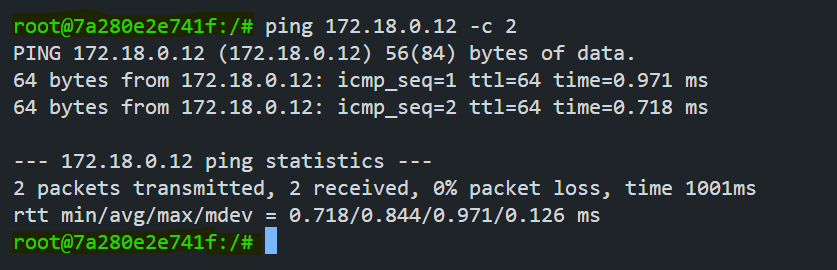 root@7a280e2e741f:/# ping 172.18.0.12 -c 2
PING 172.18.0.12 (172.18.0.12) 56(84) bytes of data.
64 bytes from 172.18.0.12: icmp_seq=1 ttl=64 time=0.971 ms
64 bytes from 172.18.0.12: icmp_seq=2 ttl=64 time=0.718 ms
--- 172.18.0.12 ping statistics ---
2 packets transmitted, 2 received, 0% packet loss, time 1001ms
rtt min/avg/max/mdev = 0.718/0.844/0.971/0.126 ms
root@7a280e2e741f:/#